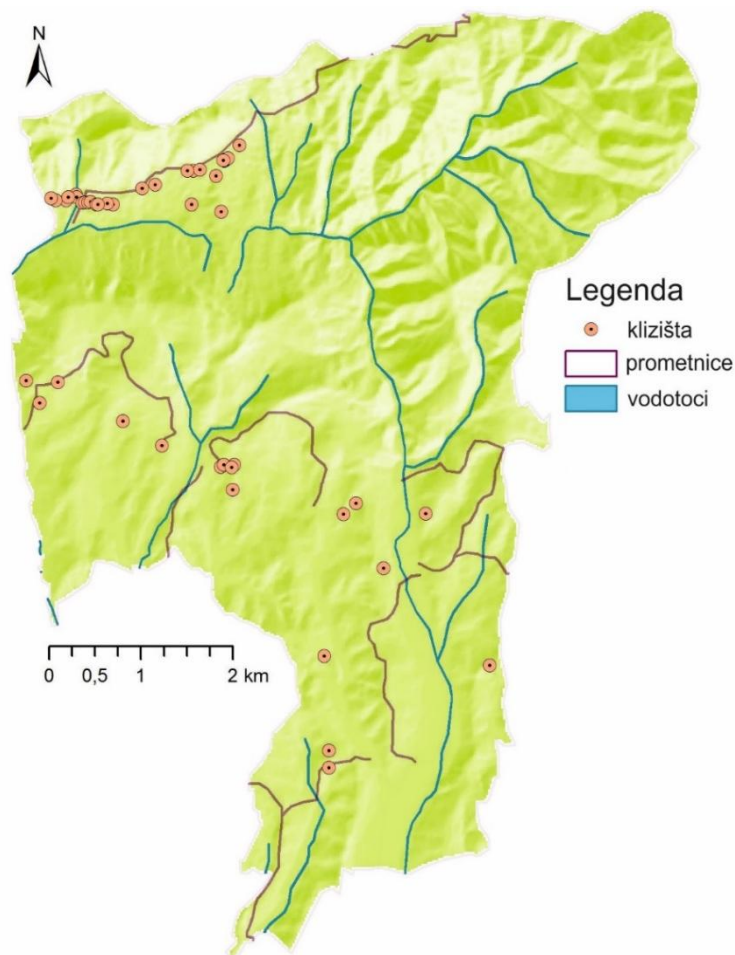 N
Legenda
klizišta
prometnice
vodotoci
0 0,5 1 2 km